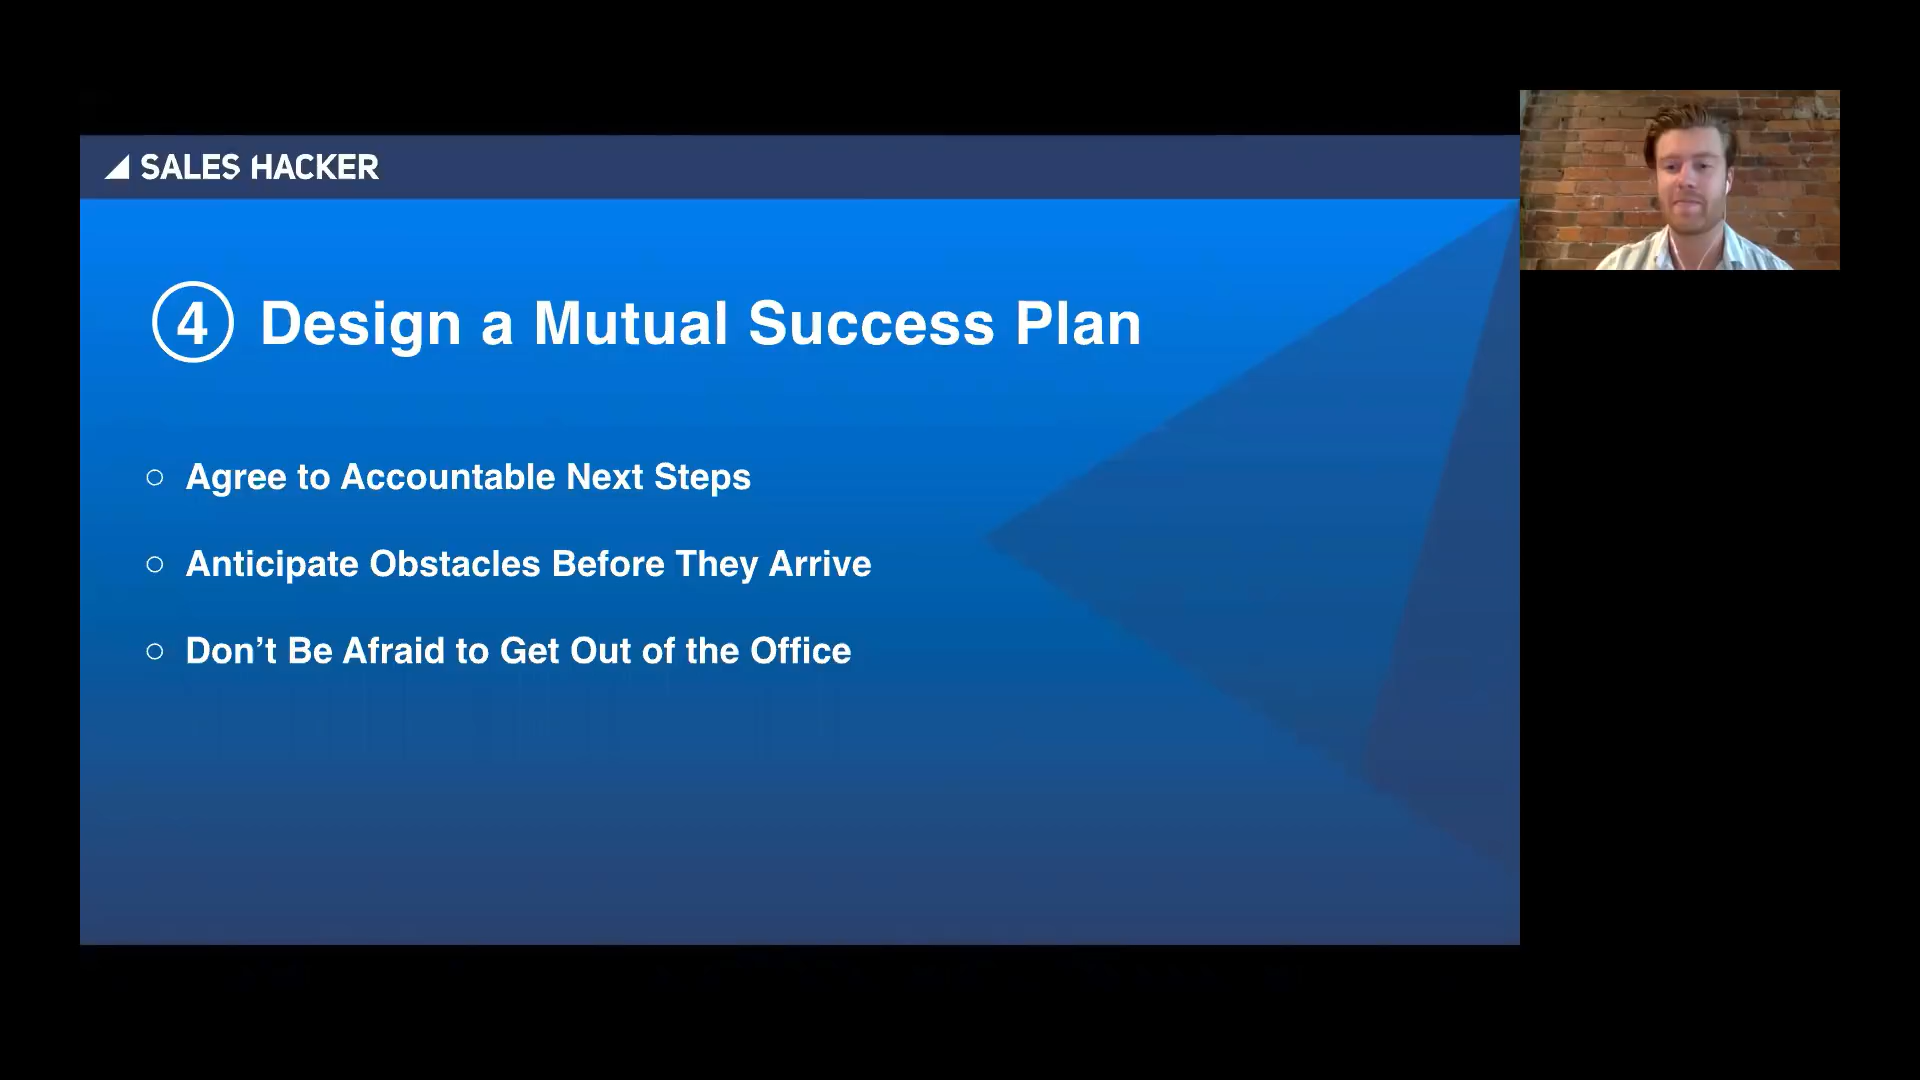 SALES HACKER
4 Design a Mutual Success Plan
○ Agree to Accountable Next Steps
○ Anticipate Obstacles Before They Arrive
○ Don’t Be Afraid to Get Out of the Office